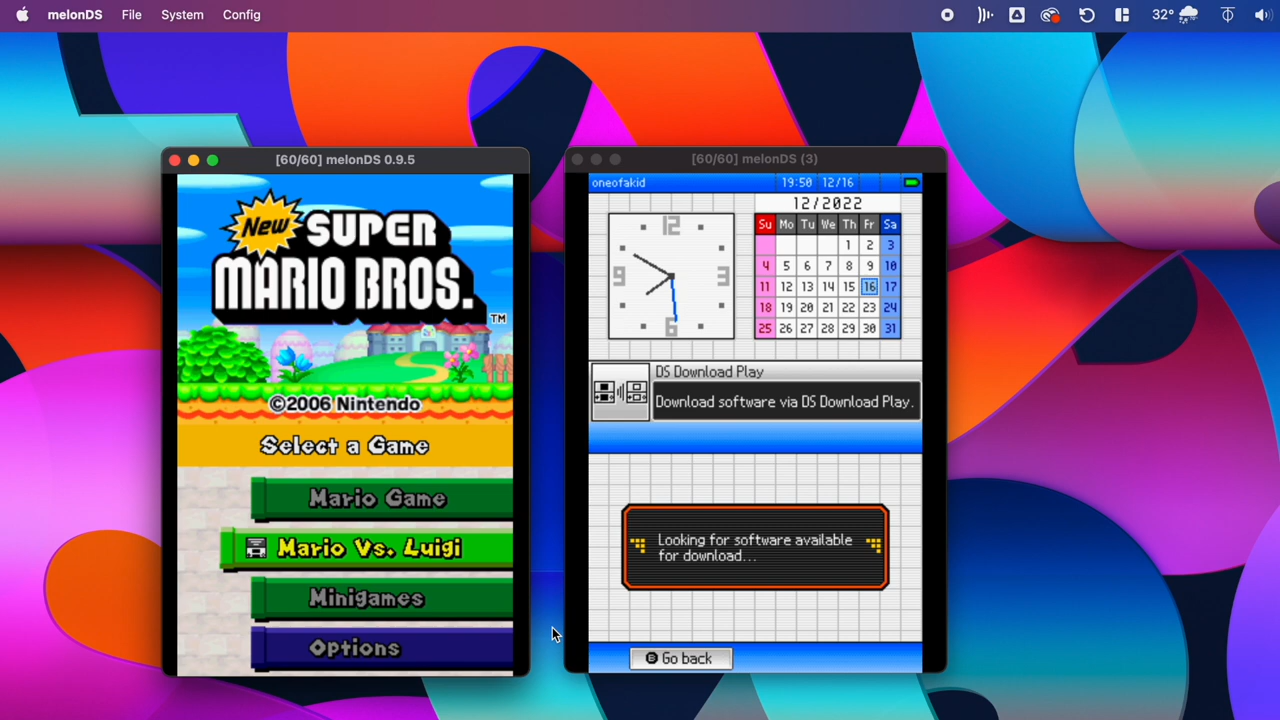 melonDS File System Config
32°
[60/60] melonDS 0.9.5
New SUPER
MARIO BROS.
TM
©2006 Nintendo
Select a Game
Mario Game
Mario Vs. Luigi
Minigames
Options
[60/60] melonDS (3)
oneofakid 19:50 12/16
12/2022
12
9 3
6
Su Mo Tu We Th Fr Sa
1 2 3
4 5 6 7 8 9 10
11 12 13 14 15 16 17
18 19 20 21 22 23 24
25 26 27 28 29 30 31
DS Download Play
Download software via DS Download Play.
Looking for software available
for download...
B Go back